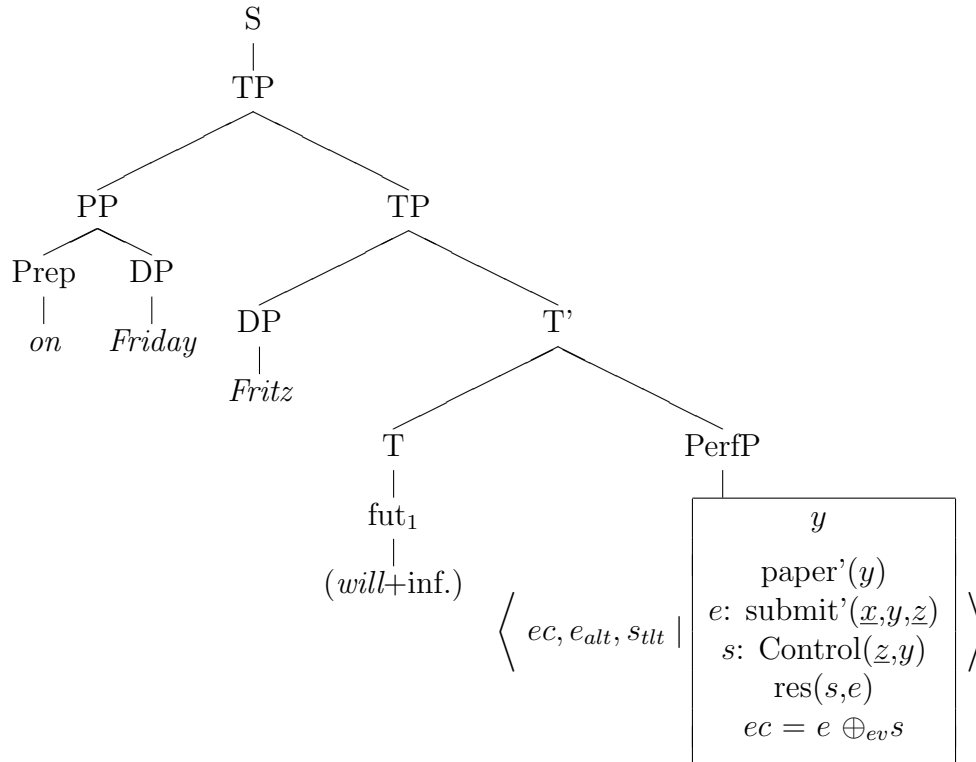 S
TP
PP TP
Prep DP
on Friday
DP T’
Fritz
T PerfP
fut₁
(will+inf.)
y
paper’(y)
⟨ ec, e_alt, s_tlt | e: submit’(x,y,z)
s: Control(z,y) ⟩
res(s,e)
ec = e ⊕_ev s